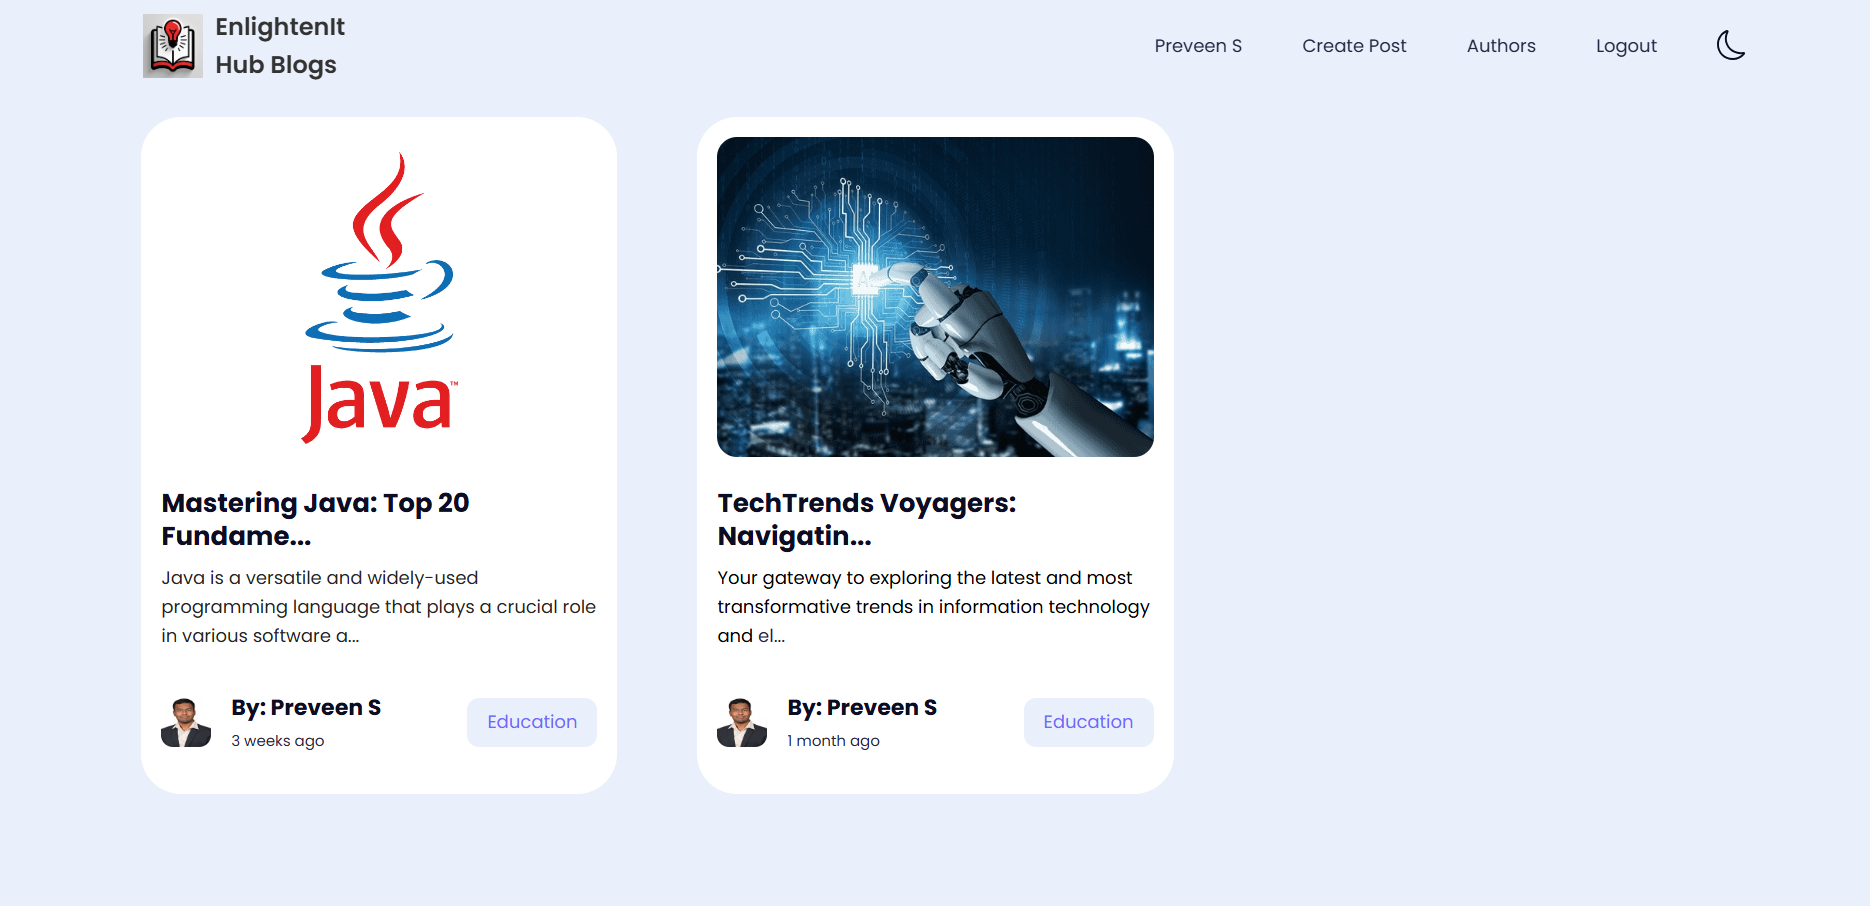 EnlightenIt
Hub Blogs
Preveen S
Create Post
Authors
Logout
Java™
AI
Mastering Java: Top 20
Fundame...
Java is a versatile and widely-used
programming language that plays a crucial role
in various software a...
By: Preveen S
3 weeks ago
Education
TechTrends Voyagers:
Navigatin...
Your gateway to exploring the latest and most
transformative trends in information technology
and el...
By: Preveen S
1 month ago
Education